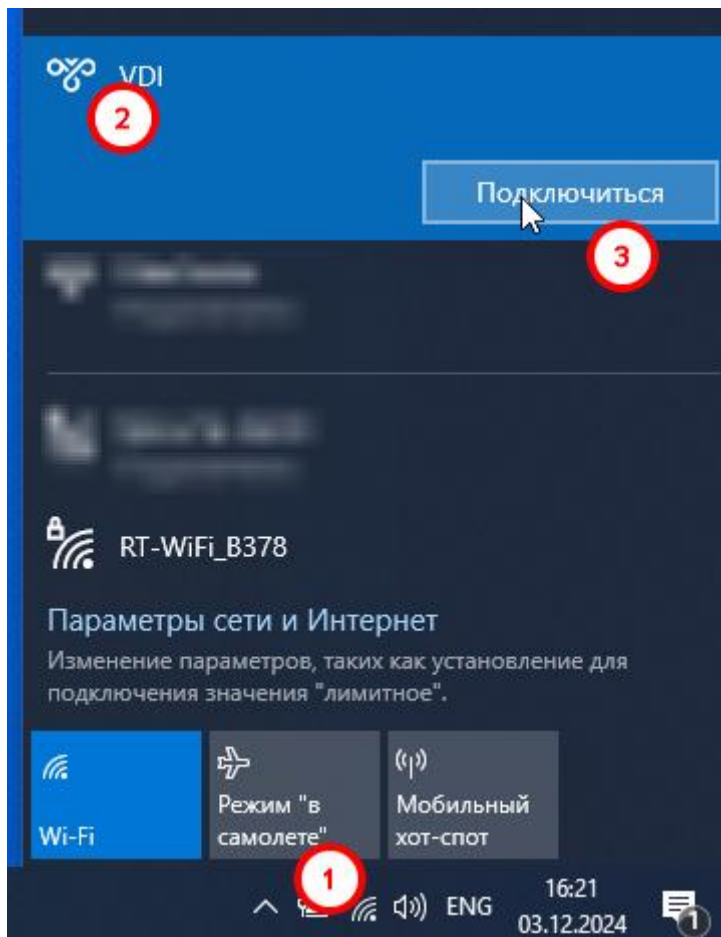 VDI
2
Подключиться
3
RT-WiFi_B378
Параметры сети и Интернет
Изменение параметров, таких как установление для
подключения значения "лимитное".
Wi-Fi
Режим "в
самолете"
Мобильный
хот-спот
1
ENG
16:21
03.12.2024
1